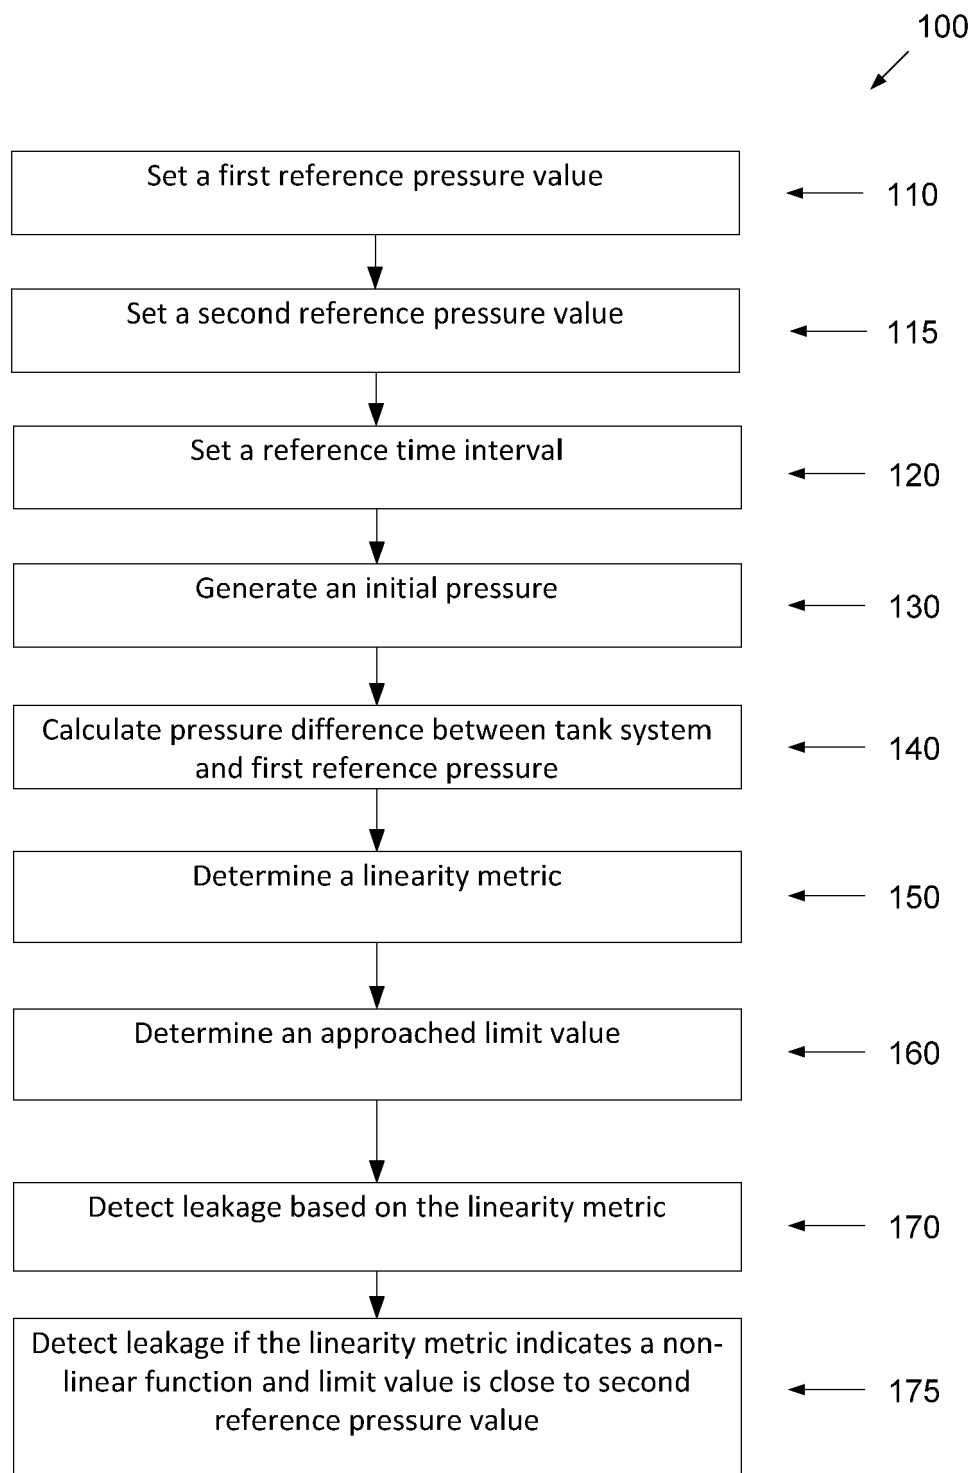 100
Set a first reference pressure value
110
Set a second reference pressure value
115
Set a reference time interval
120
Generate an initial pressure
130
Calculate pressure difference between tank system
and first reference pressure
140
Determine a linearity metric
150
Determine an approached limit value
160
Detect leakage based on the linearity metric
170
Detect leakage if the linearity metric indicates a non-
linear function and limit value is close to second
reference pressure value
175